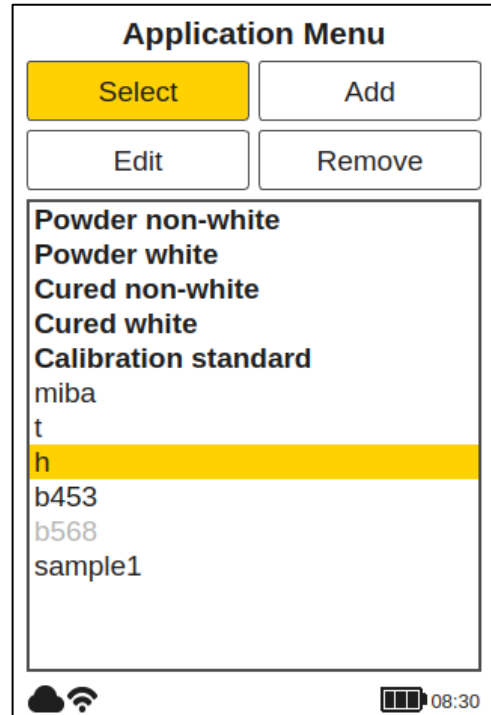 Application Menu
Select Add
Edit Remove
Powder non-white
Powder white
Cured non-white
Cured white
Calibration standard
miba
t
h
b453
b568
sample1
08:30